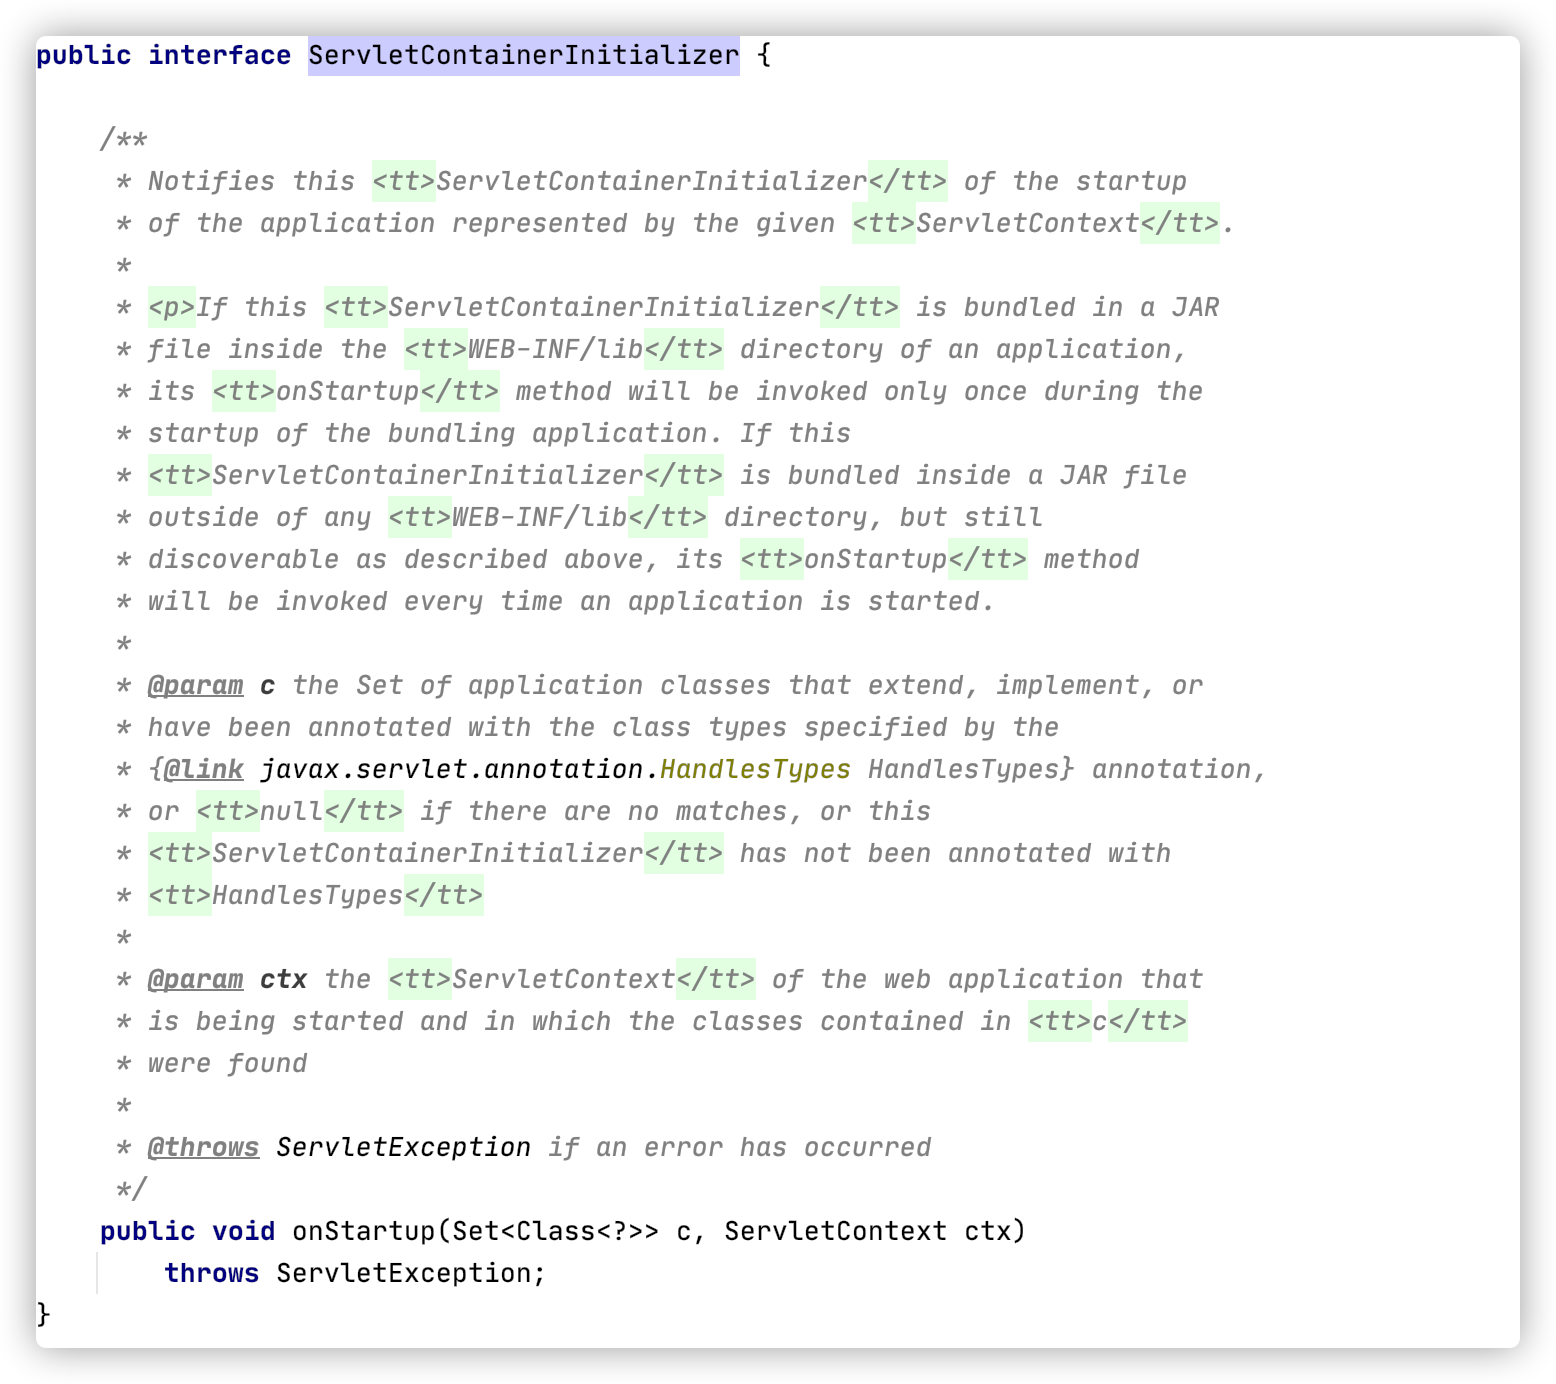 public interface ServletContainerInitializer {
/**
* Notifies this <tt>ServletContainerInitializer</tt> of the startup
* of the application represented by the given <tt>ServletContext</tt>.
*
* <p>If this <tt>ServletContainerInitializer</tt> is bundled in a JAR
* file inside the <tt>WEB-INF/lib</tt> directory of an application,
* its <tt>onStartup</tt> method will be invoked only once during the
* startup of the bundling application. If this
* <tt>ServletContainerInitializer</tt> is bundled inside a JAR file
* outside of any <tt>WEB-INF/lib</tt> directory, but still
* discoverable as described above, its <tt>onStartup</tt> method
* will be invoked every time an application is started.
*
* @param c the Set of application classes that extend, implement, or
* have been annotated with the class types specified by the
* {@link javax.servlet.annotation.HandlesTypes HandlesTypes} annotation,
* or <tt>null</tt> if there are no matches, or this
* <tt>ServletContainerInitializer</tt> has not been annotated with
* <tt>HandlesTypes</tt>
*
* @param ctx the <tt>ServletContext</tt> of the web application that
* is being started and in which the classes contained in <tt>c</tt>
* were found
*
* @throws ServletException if an error has occurred
*/
public void onStartup(Set<Class<?>> c, ServletContext ctx)
throws ServletException;
}